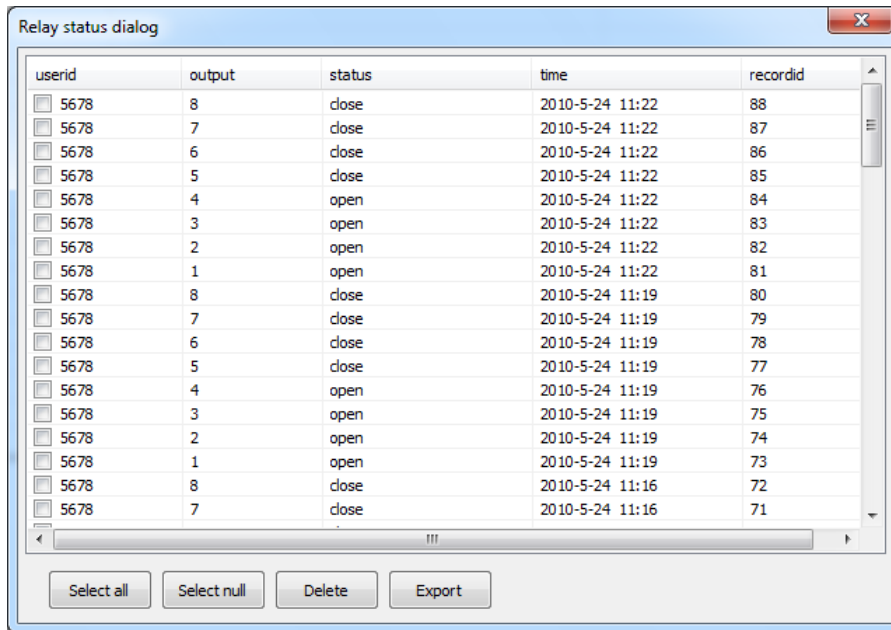 Relay status dialog
userid output status time recordid
5678 8 close 2010-5-24 11:22 88
5678 7 close 2010-5-24 11:22 87
5678 6 close 2010-5-24 11:22 86
5678 5 close 2010-5-24 11:22 85
5678 4 open 2010-5-24 11:22 84
5678 3 open 2010-5-24 11:22 83
5678 2 open 2010-5-24 11:22 82
5678 1 open 2010-5-24 11:22 81
5678 8 close 2010-5-24 11:19 80
5678 7 close 2010-5-24 11:19 79
5678 6 close 2010-5-24 11:19 78
5678 5 close 2010-5-24 11:19 77
5678 4 open 2010-5-24 11:19 76
5678 3 open 2010-5-24 11:19 75
5678 2 open 2010-5-24 11:19 74
5678 1 open 2010-5-24 11:19 73
5678 8 close 2010-5-24 11:16 72
5678 7 close 2010-5-24 11:16 71
Select all Select null Delete Export